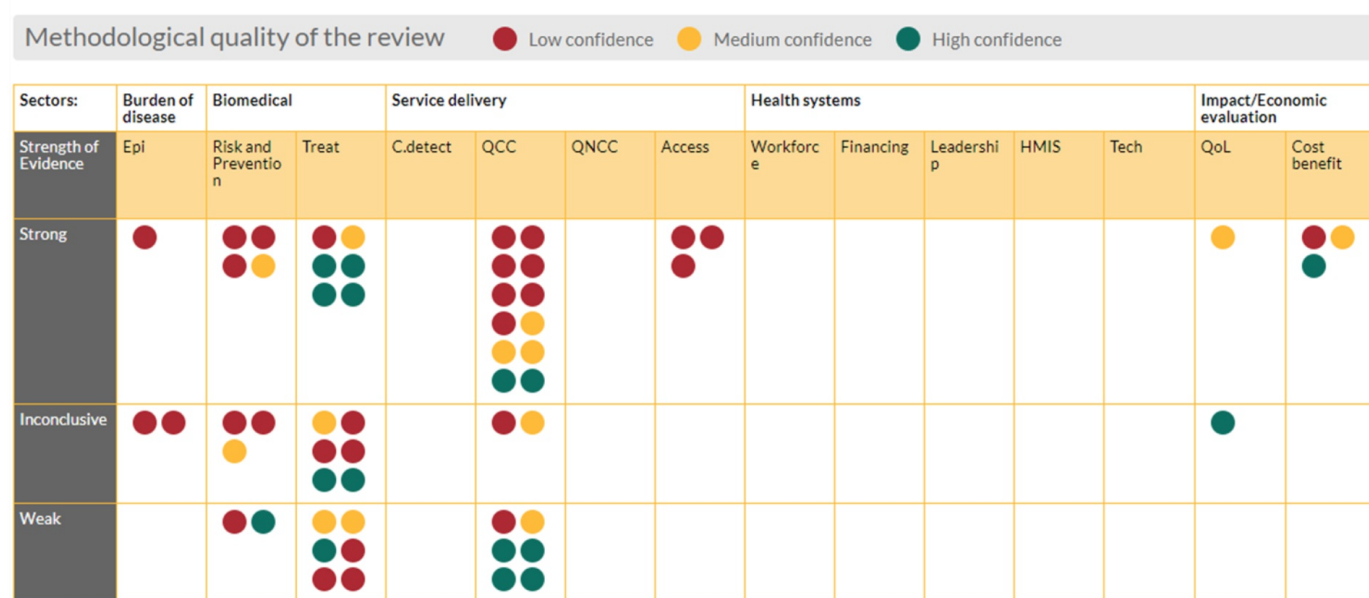 Methodological quality of the review Low confidence Medium confidence High confidence
Sectors: Burden of Biomedical Service delivery Health systems Impact/Economic
disease evaluation
Strength of Epi Risk and Treat C.detect QCC QNCC Access Workforc Financing Leadershi HMIS Tech QoL Cost
Evidence Preventio e p benefit
n
Strong
Inconclusive
Weak